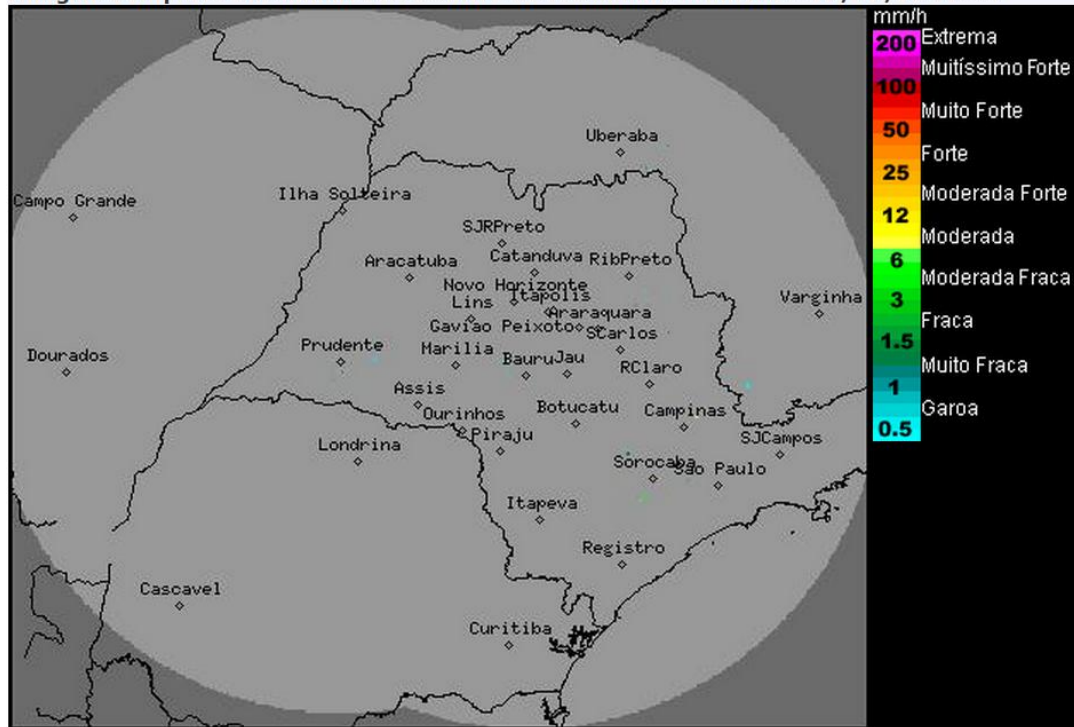 mm/h
200 Extrema
Muitíssimo Forte
100
Muito Forte
50
Forte
25
Moderada Forte
12
Moderada
6
Moderada Fraca
3
Fraca
1.5
Muito Fraca
1
Garoa
0.5
Uberaba
Campo Grande
Ilha Solteira
SJRPreto
Aracatuba
Catanduva
RibPreto
Novo Horizonte
Lins
Itapolis
Araraquara
Varginha
Gaviao Peixoto
SCarlos
Dourados
Prudente
Marilia
Bauru
Jau
RClaro
Assis
Ourinhos
Botucatu
Campinas
Londrina
Piraju
SJCampos
Sorocaba
Sao Paulo
Itapeva
Registro
Cascavel
Curitiba